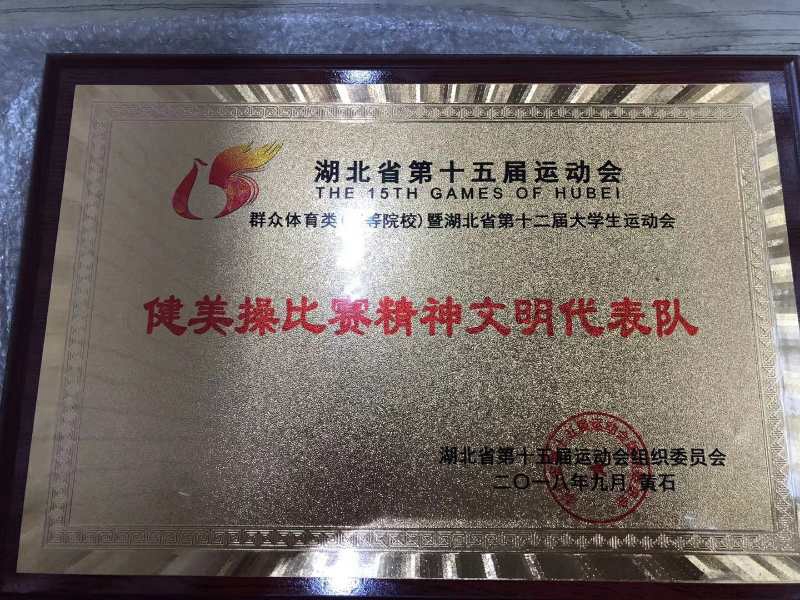 湖北省第十五届运动会
THE 15TH GAMES OF HUBEI
群众体育类(等院校)暨湖北省第十二届大学生运动会
健美操比赛精神文明代表队
湖北省第十五届运动会组织委员会
二〇一八年九月 黄石